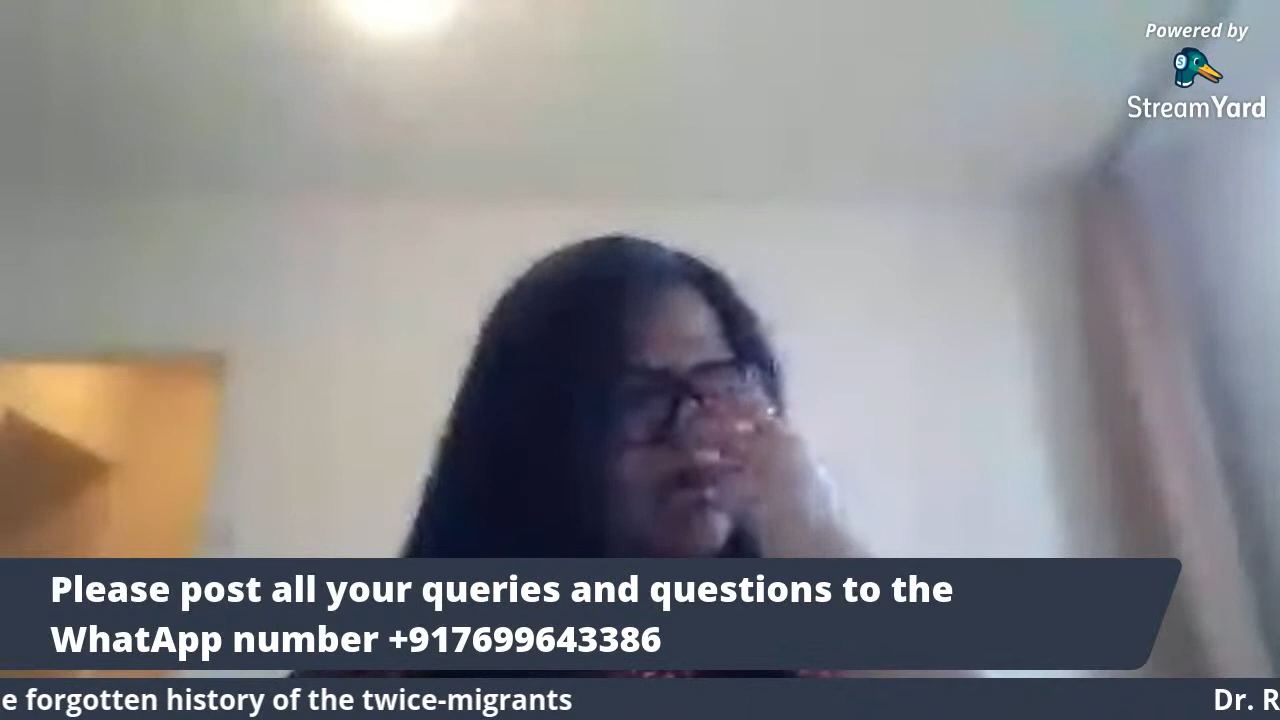 Powered by
StreamYard
Please post all your queries and questions to the
WhatApp number +917699643386
e forgotten history of the twice-migrants Dr. R